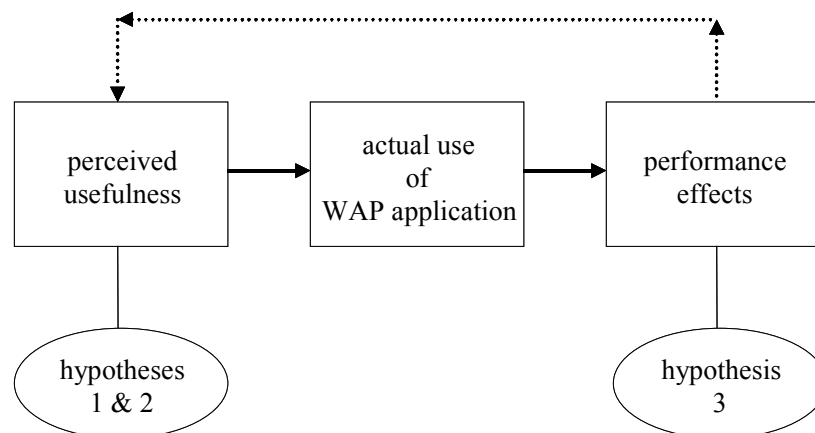 perceived
usefulness
actual use
of
WAP application
performance
effects
hypotheses
1 & 2
hypothesis
3